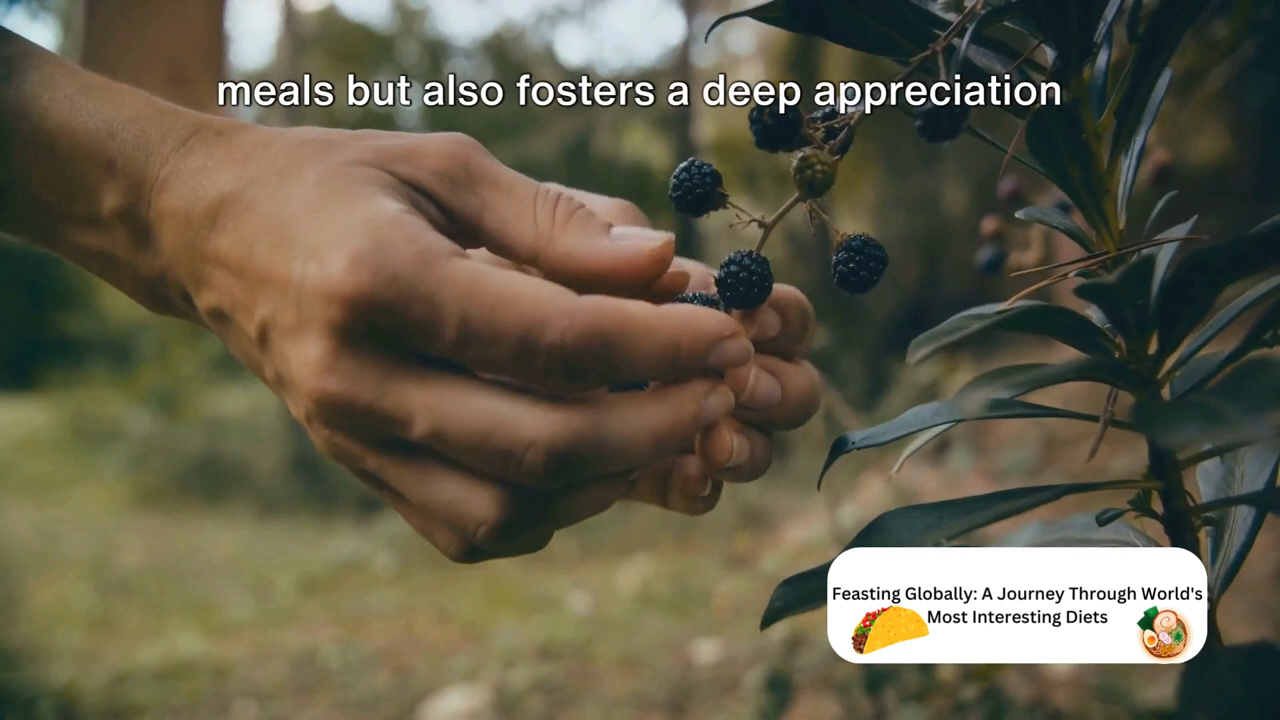 meals but also fosters a deep appreciation
Feasting Globally: A Journey Through World's
Most Interesting Diets